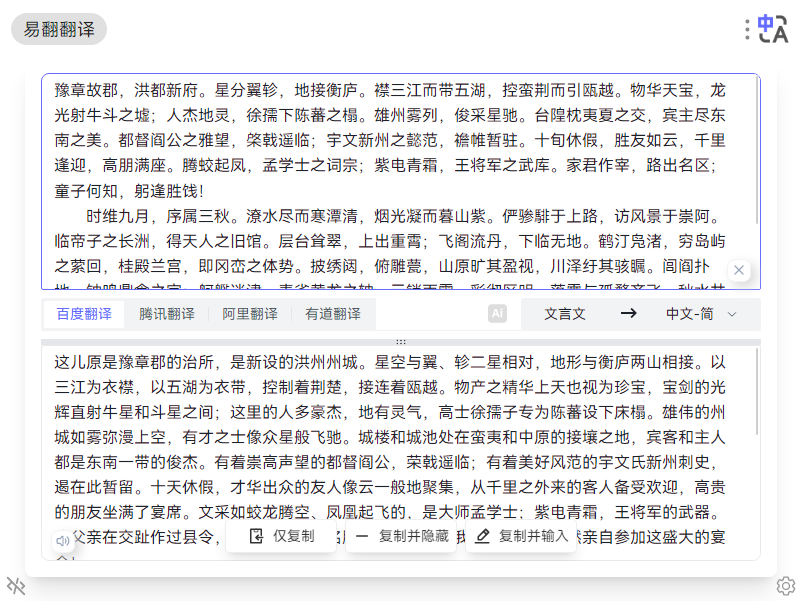 易翻翻译
中A
豫章故郡，洪都新府。星分翼轸，地接衡庐。襟三江而带五湖，控蛮荆而引瓯越。物华天宝，龙
光射牛斗之墟；人杰地灵，徐孺下陈蕃之榻。雄州雾列，俊采星驰。台隍枕夷夏之交，宾主尽东
南之美。都督阎公之雅望，棨戟遥临；宇文新州之懿范，襜帷暂驻。十旬休假，胜友如云，千里
逢迎，高朋满座。腾蛟起凤，孟学士之词宗；紫电青霜，王将军之武库。家君作宰，路出名区；
童子何知，躬逢胜饯！
时维九月，序属三秋。潦水尽而寒潭清，烟光凝而暮山紫。俨骖騑于上路，访风景于崇阿。
临帝子之长洲，得天人之旧馆。层台耸翠，上出重霄；飞阁流丹，下临无地。鹤汀凫渚，穷岛屿
之萦回，桂殿兰宫，即冈峦之体势。披绣闼，俯雕甍，山原旷其盈视，川泽纡其骇瞩。闾阎扑
百度翻译 腾讯翻译 阿里翻译 有道翻译 Ai 文言文 → 中文-简
这儿原是豫章郡的治所，是新设的洪州州城。星空与翼、轸二星相对，地形与衡庐两山相接。以
三江为衣襟，以五湖为衣带，控制着荆楚，接连着瓯越。物产之精华上天也视为珍宝，宝剑的光
辉直射牛星和斗星之间；这里的人多豪杰，地有灵气，高士徐孺子专为陈蕃设下床榻。雄伟的州
城如雾弥漫上空，有才之士像众星般飞驰。城楼和城池处在蛮夷和中原的接壤之地，宾客和主人
都是东南一带的俊杰。有着崇高声望的都督阎公，荣戟遥临；有着美好风范的宇文氏新州刺史，
遏在此暂留。十天休假，才华出众的友人像云一般地聚集，从千里之外来的客人备受欢迎，高贵
的朋友坐满了宴席。文采如蛟龙腾空、凤凰起飞的，是大师孟学士；紫电青霜，王将军的武器。
父亲在交趾作过县令，
然亲自参加这盛大的宴
仅复制 复制并隐藏 复制并输入